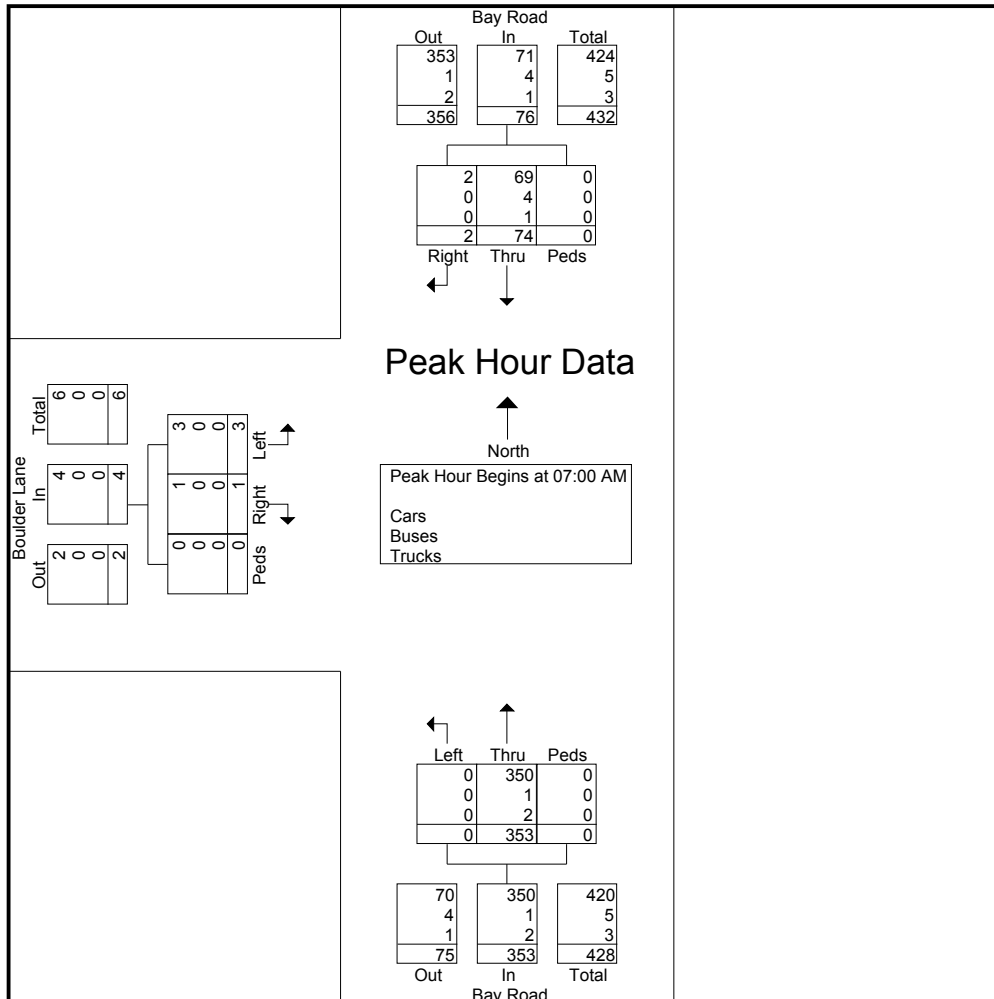 Bay Road
Out In Total
353 71 424
1 4 5
2 1 3
356 76 432
2 69 0
0 4 0
0 1 0
2 74 0
Right Thru Peds
Peak Hour Data
North
Peak Hour Begins at 07:00 AM
Cars
Buses
Trucks
Boulder Lane
Out In Total
2 4 6
0 0 0
0 0 0
2 4 6
0 1 3
0 0 0
0 0 0
0 1 3
Peds Right Left
Left Thru Peds
0 350 0
0 1 0
0 2 0
0 353 0
70 350 420
4 1 5
1 2 3
75 353 428
Out In Total
Bay Road